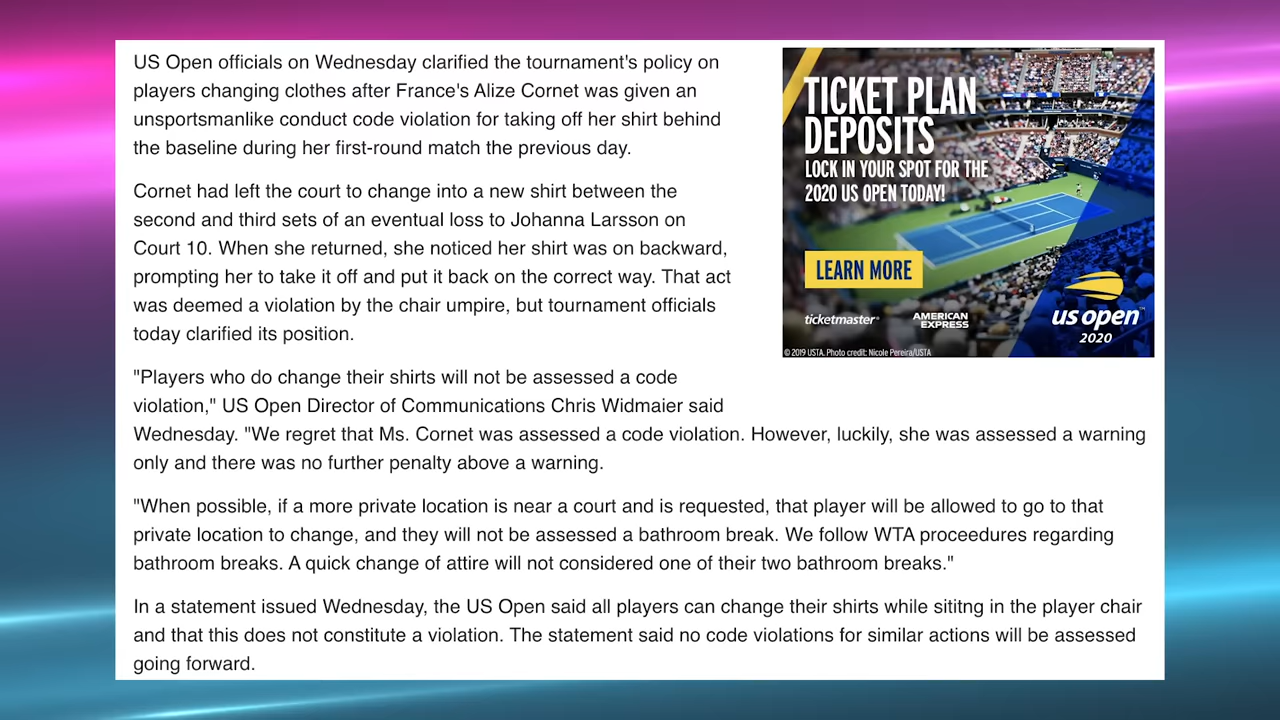 US Open officials on Wednesday clarified the tournament's policy on
players changing clothes after France's Alize Cornet was given an
unsportsmanlike conduct code violation for taking off her shirt behind
the baseline during her first-round match the previous day.
Cornet had left the court to change into a new shirt between the
second and third sets of an eventual loss to Johanna Larsson on
Court 10. When she returned, she noticed her shirt was on backward,
prompting her to take it off and put it back on the correct way. That act
was deemed a violation by the chair umpire, but tournament officials
today clarified its position.
"Players who do change their shirts will not be assessed a code
violation," US Open Director of Communications Chris Widmaier said
Wednesday. "We regret that Ms. Cornet was assessed a code violation. However, luckily, she was assessed a warning
only and there was no further penalty above a warning.
"When possible, if a more private location is near a court and is requested, that player will be allowed to go to that
private location to change, and they will not be assessed a bathroom break. We follow WTA proceedures regarding
bathroom breaks. A quick change of attire will not considered one of their two bathroom breaks."
In a statement issued Wednesday, the US Open said all players can change their shirts while sititng in the player chair
and that this does not constitute a violation. The statement said no code violations for similar actions will be assessed
going forward.
TICKET PLAN
DEPOSITS
LOCK IN YOUR SPOT FOR THE
2020 US OPEN TODAY!
LEARN MORE
ticketmaster®
AMERICAN
EXPRESS
us open™
2020
© 2019 USTA. Photo credit: Nicole Pereira/USTA